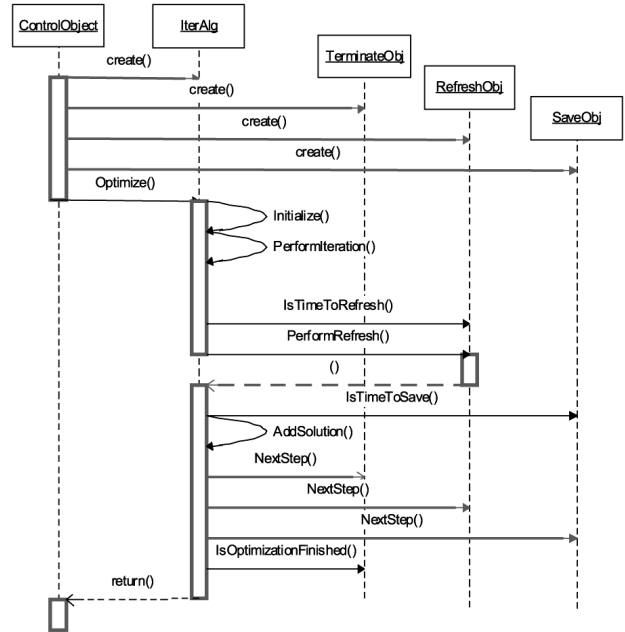 ControlObject
IterAlg
TerminateObj
RefreshObj
SaveObj
create()
create()
create()
create()
Optimize()
Initialize()
PerformIteration()
IsTimeToRefresh()
PerformRefresh()
()
IsTimeToSave()
AddSolution()
NextStep()
NextStep()
NextStep()
IsOptimizationFinished()
return()